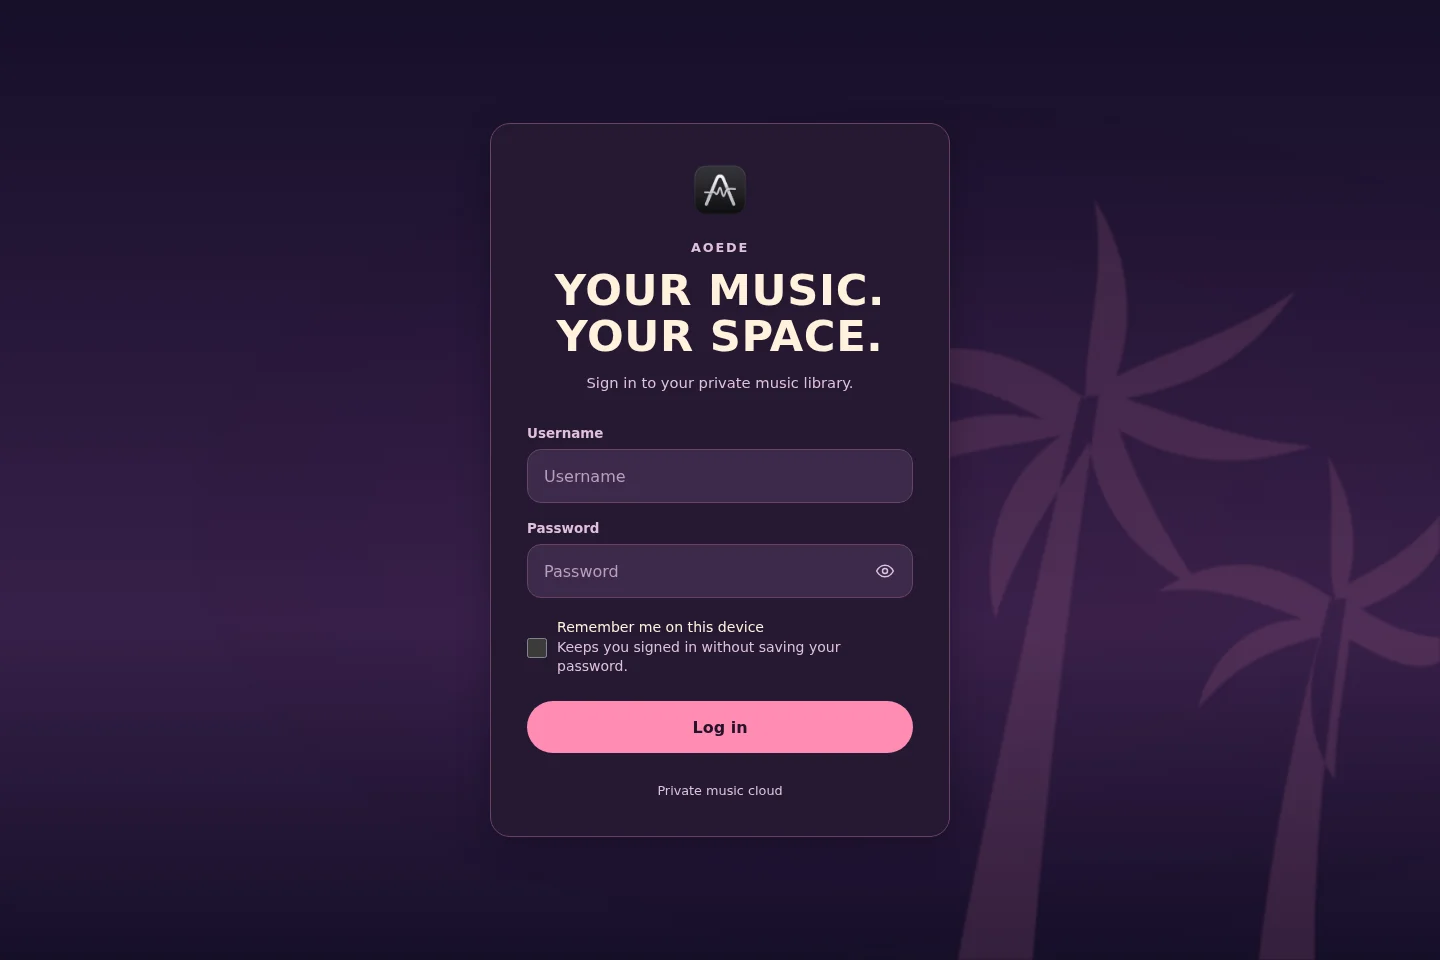 AOEDE
YOUR MUSIC.
YOUR SPACE.
Sign in to your private music library.
Username
Username
Password
Password
Remember me on this device
Keeps you signed in without saving your
password.
Log in
Private music cloud